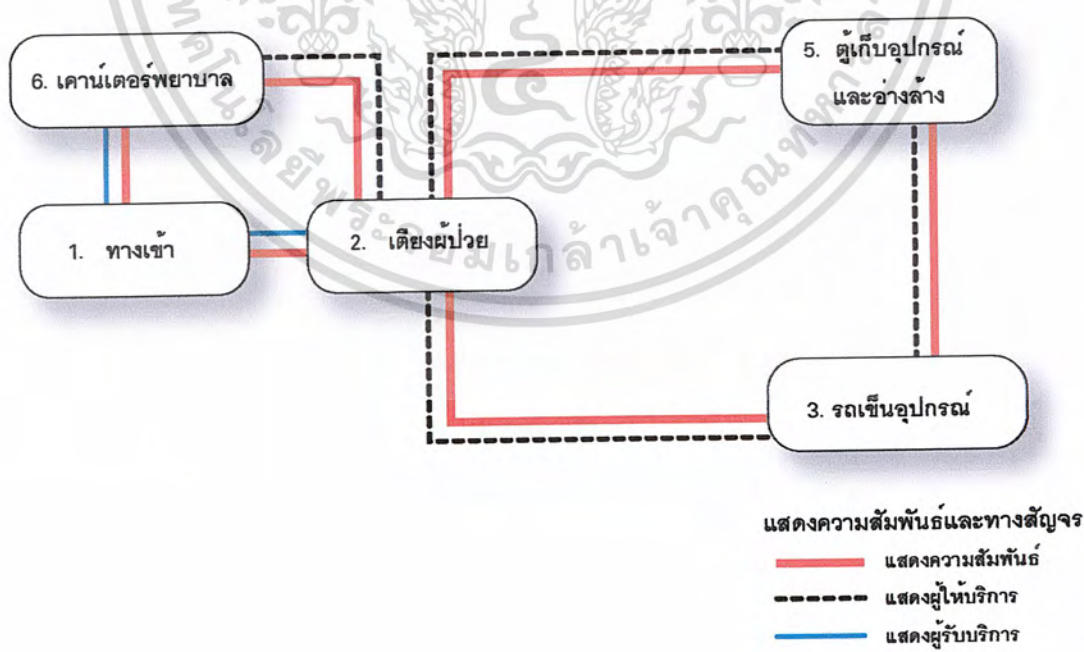 6. เคาน์เตอร์พยาบาล
5. ตู้เก็บอุปกรณ์
และอ่างล้าง
1. ทางเข้า
2. เตียงผู้ป่วย
3. รถเข็นอุปกรณ์
แสดงความสัมพันธ์และทางสัญจร
แสดงความสัมพันธ์
แสดงผู้ให้บริการ
แสดงผู้รับบริการ